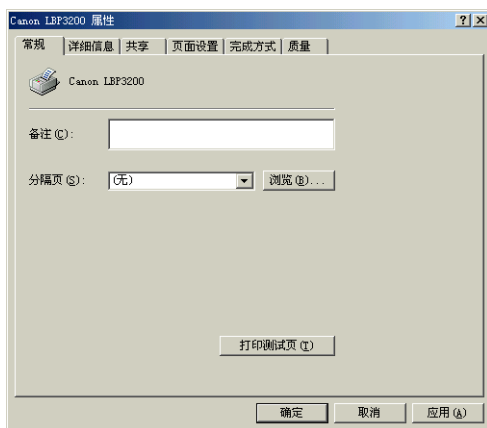 Canon LBP3200 属性
常规 详细信息 共享 页面设置 完成方式 质量
Canon LBP3200
备注(C):
分隔页(S): (无) 浏览(B)...
打印测试页(T)
确定 取消 应用(A)